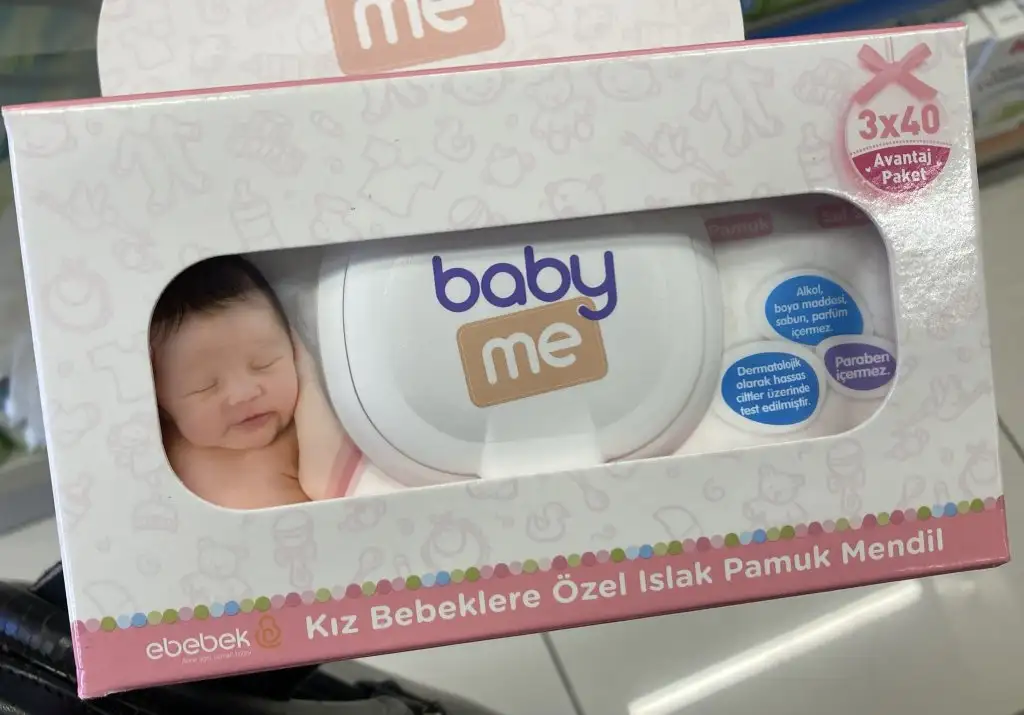 me
3x40
Avantaj
Paket
baby
me
Pamuk
Alkol,
boya maddesi,
sabun, parfüm
içermez.
Paraben
içermez.
Dermatolojik
olarak hassas
ciltler üzerinde
test edilmiştir.
Kız Bebeklere Özel Islak Pamuk Mendil
ebebek